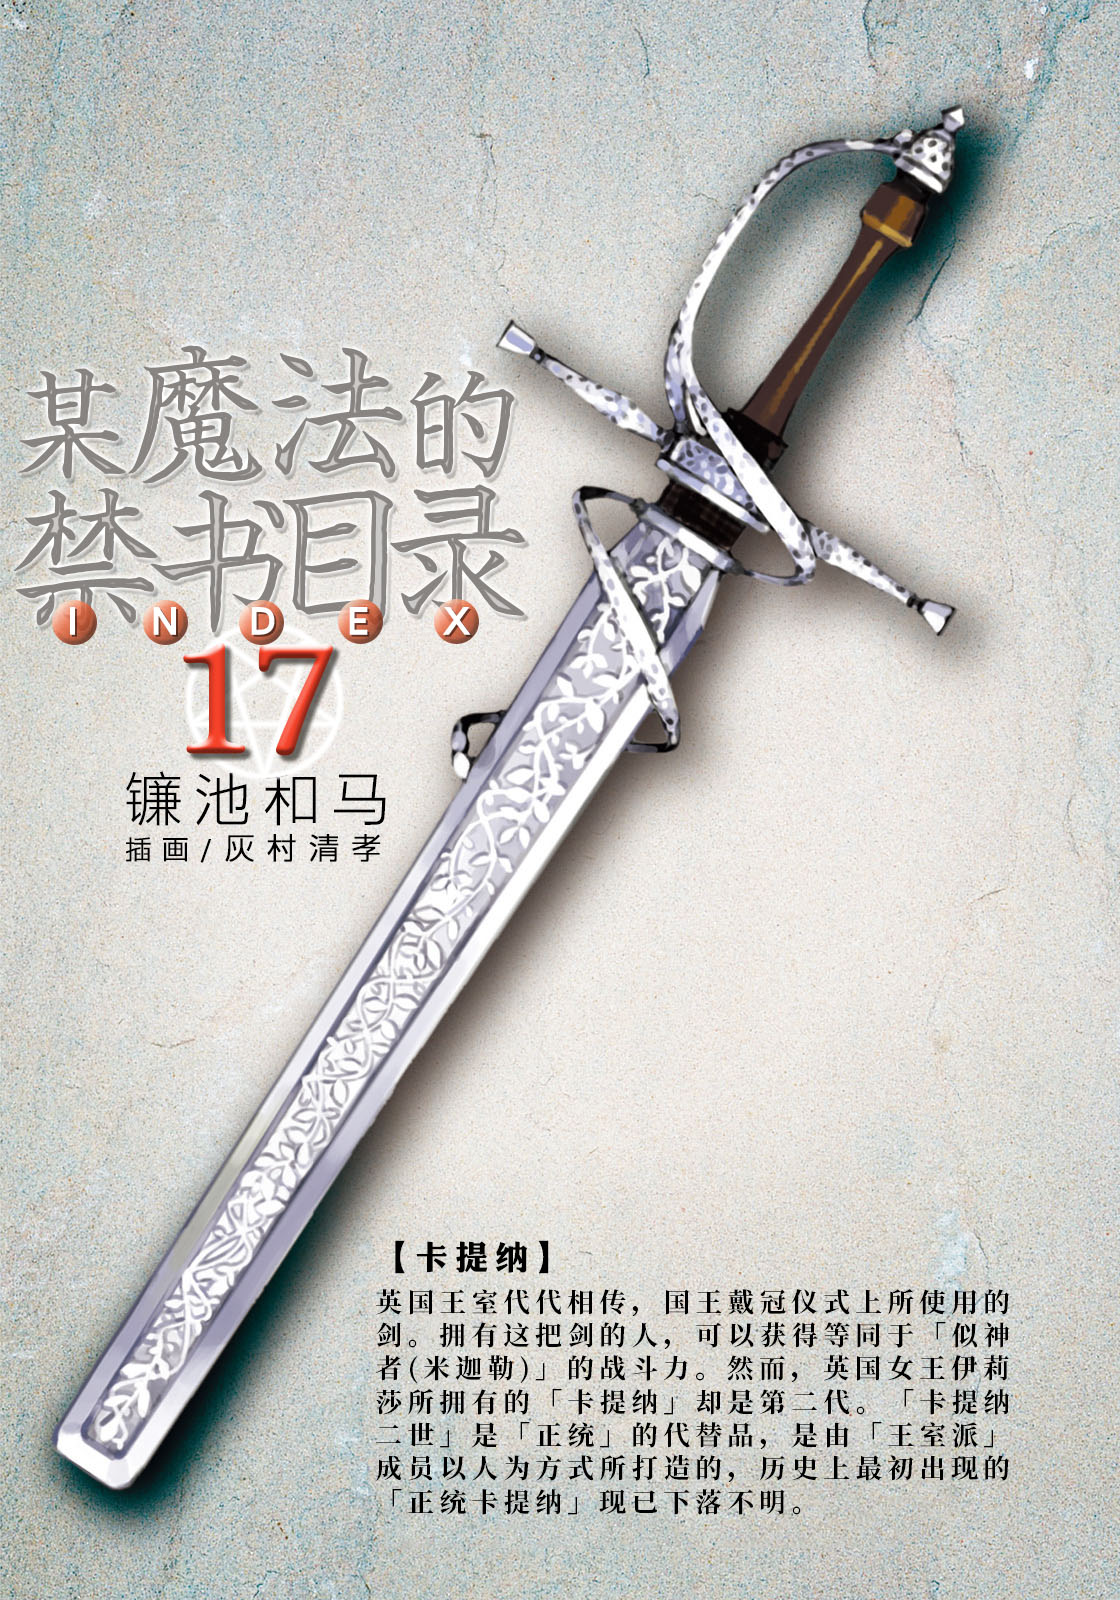 某魔法的
禁书目录
INDEX
17
镰池和马
插画/灰村清孝
【卡提纳】
英国王室代代相传，国王戴冠仪式上所使用的
剑。拥有这把剑的人，可以获得等同于「似神
者(米迦勒)」的战斗力。然而，英国女王伊莉
莎所拥有的「卡提纳」却是第二代。「卡提纳
二世」是「正统」的代替品，是由「王室派」
成员以人为方式所打造的，历史上最初出现的
「正统卡提纳」现已下落不明。